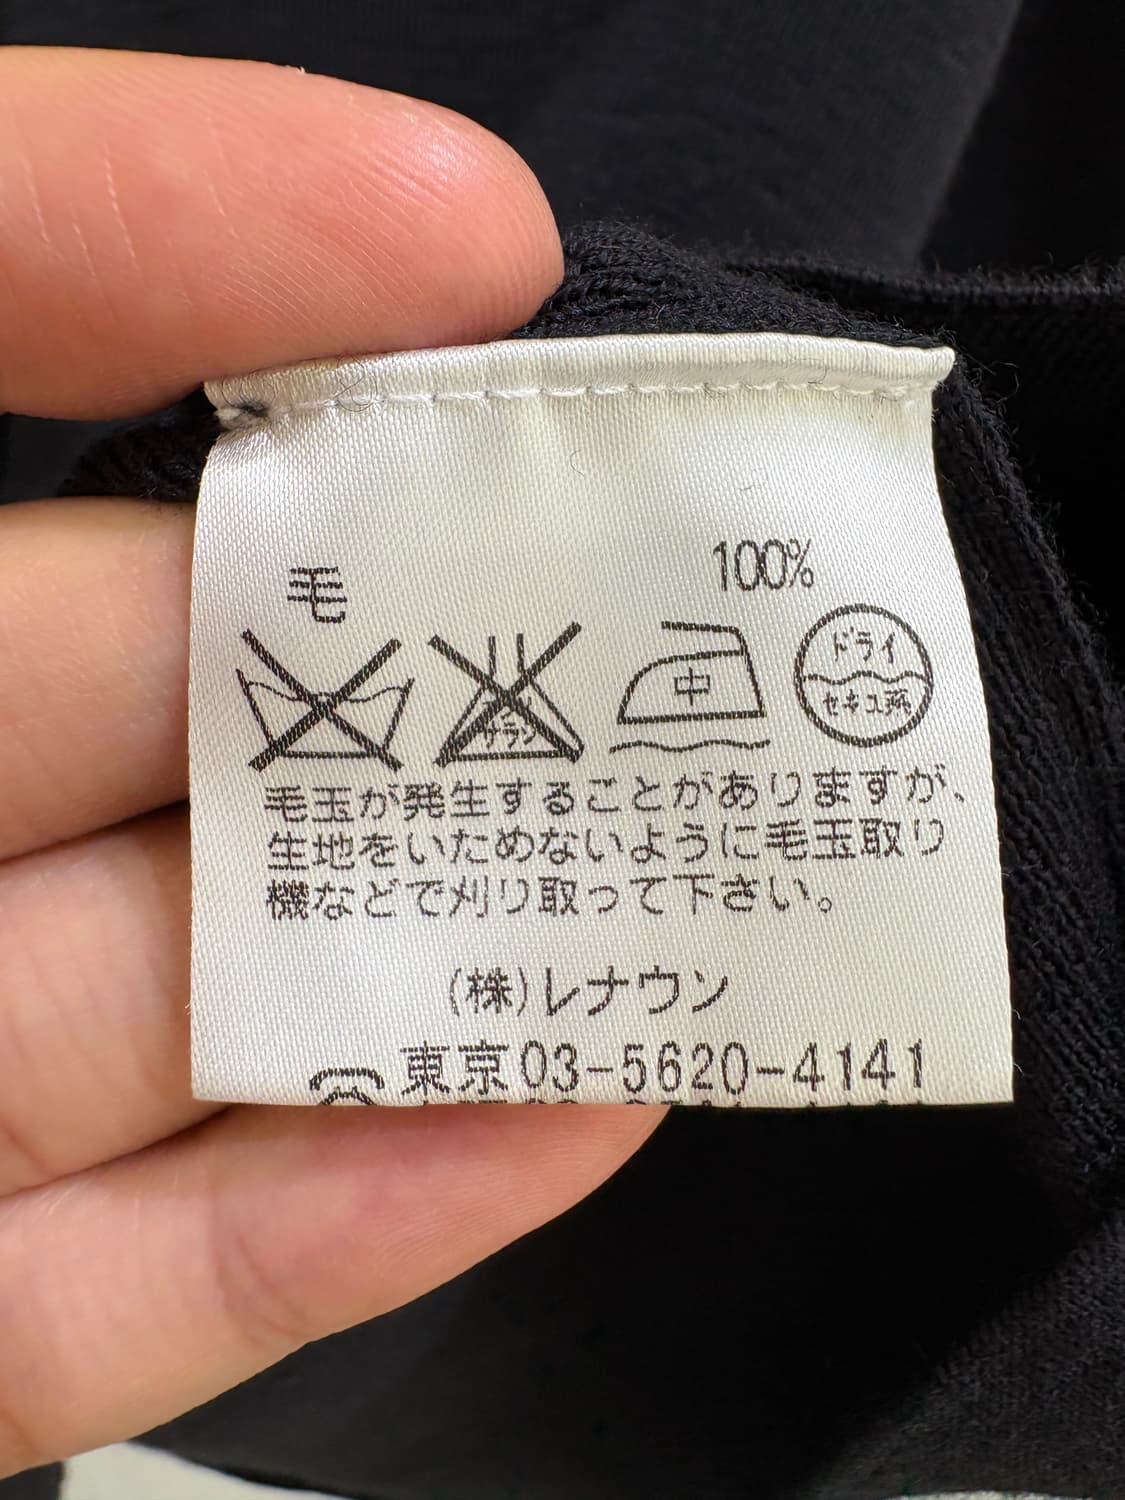 毛 100%
サラシ 中 ドライ
セキユ系
毛玉が発生することがありますが、
生地をいためないように毛玉取り
機などで刈り取って下さい。
(株)レナウン
東京03-5620-4141